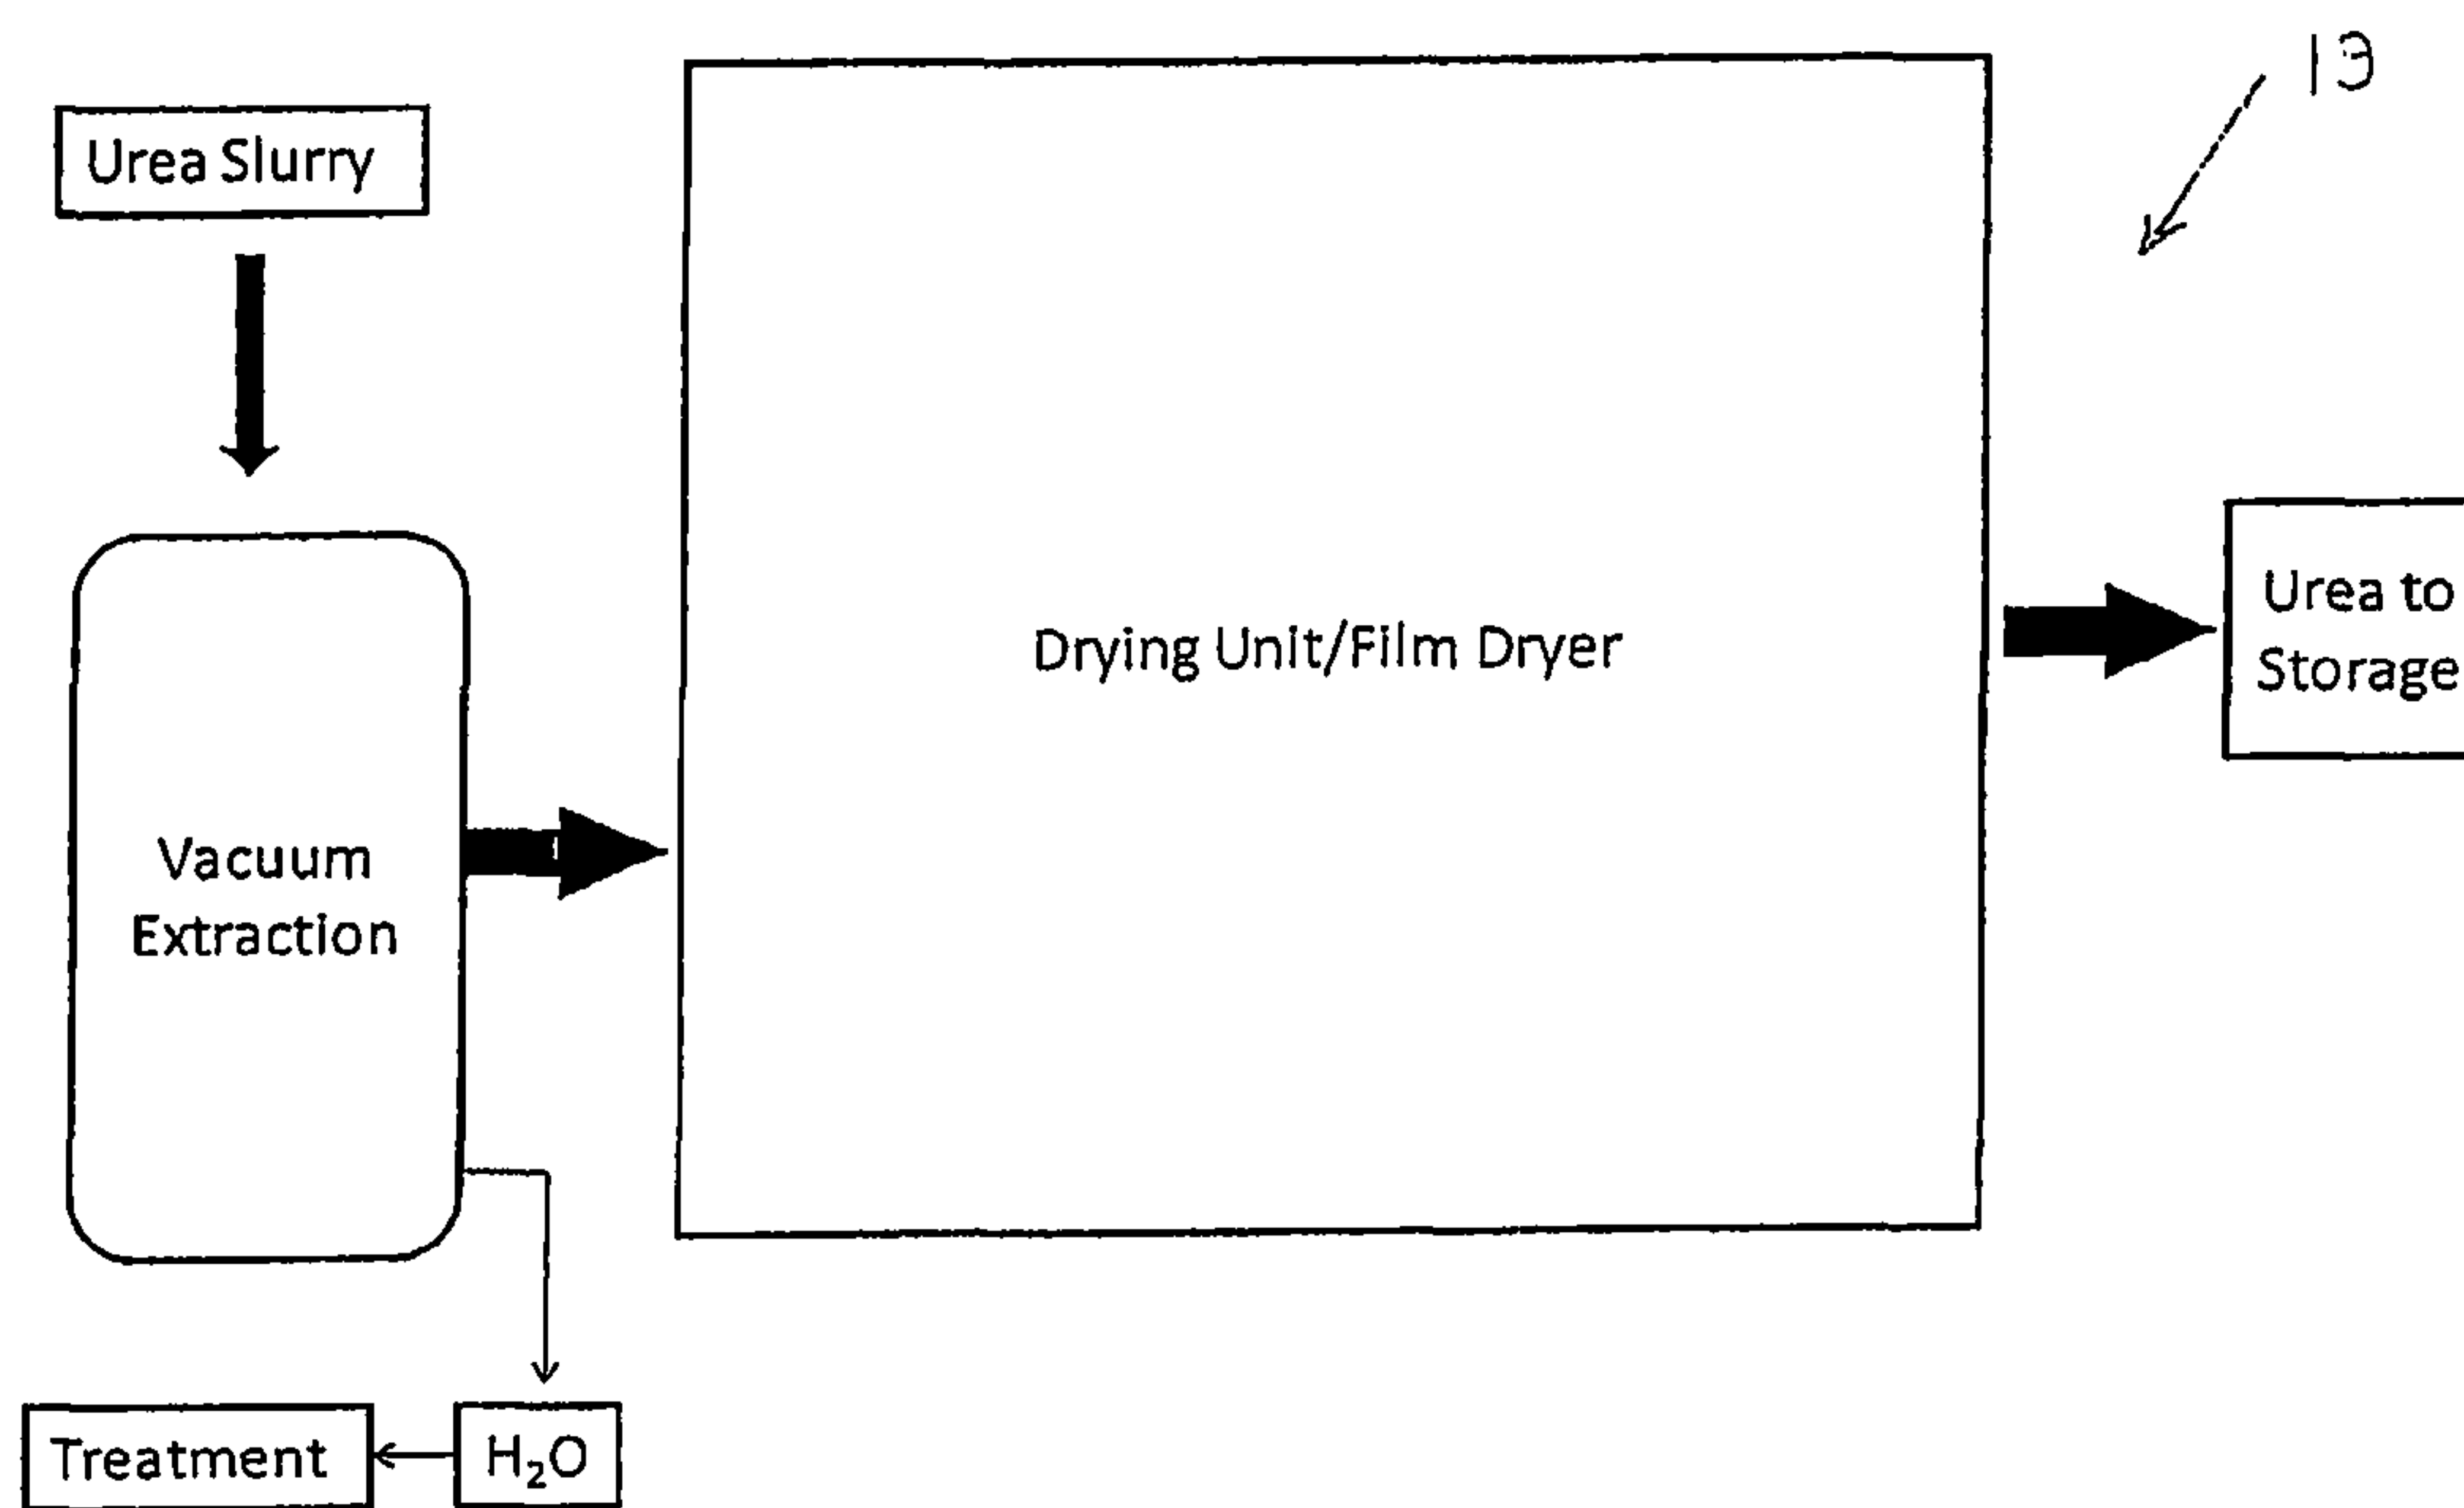 13
Urea Slurry
Urea to
Storage
Drying Unit/Film Dryer
Vacuum
Extraction
Treatment
H₂O